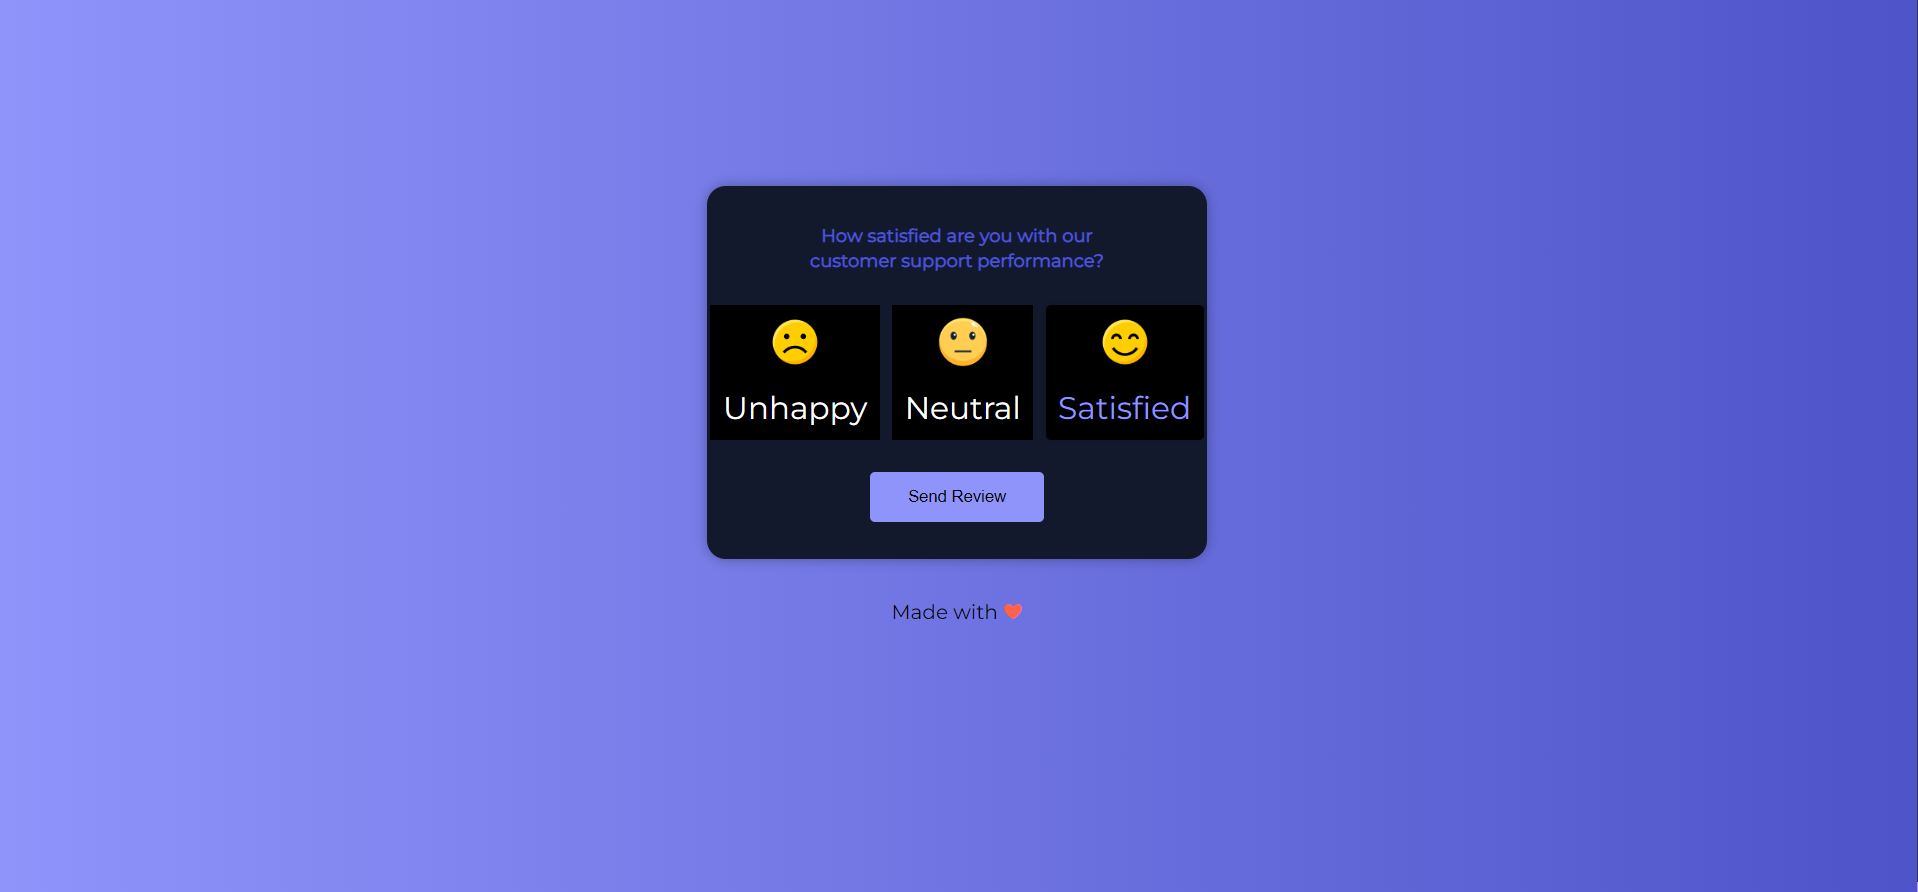 How satisfied are you with our
customer support performance?
Unhappy
Neutral
Satisfied
Send Review
Made with